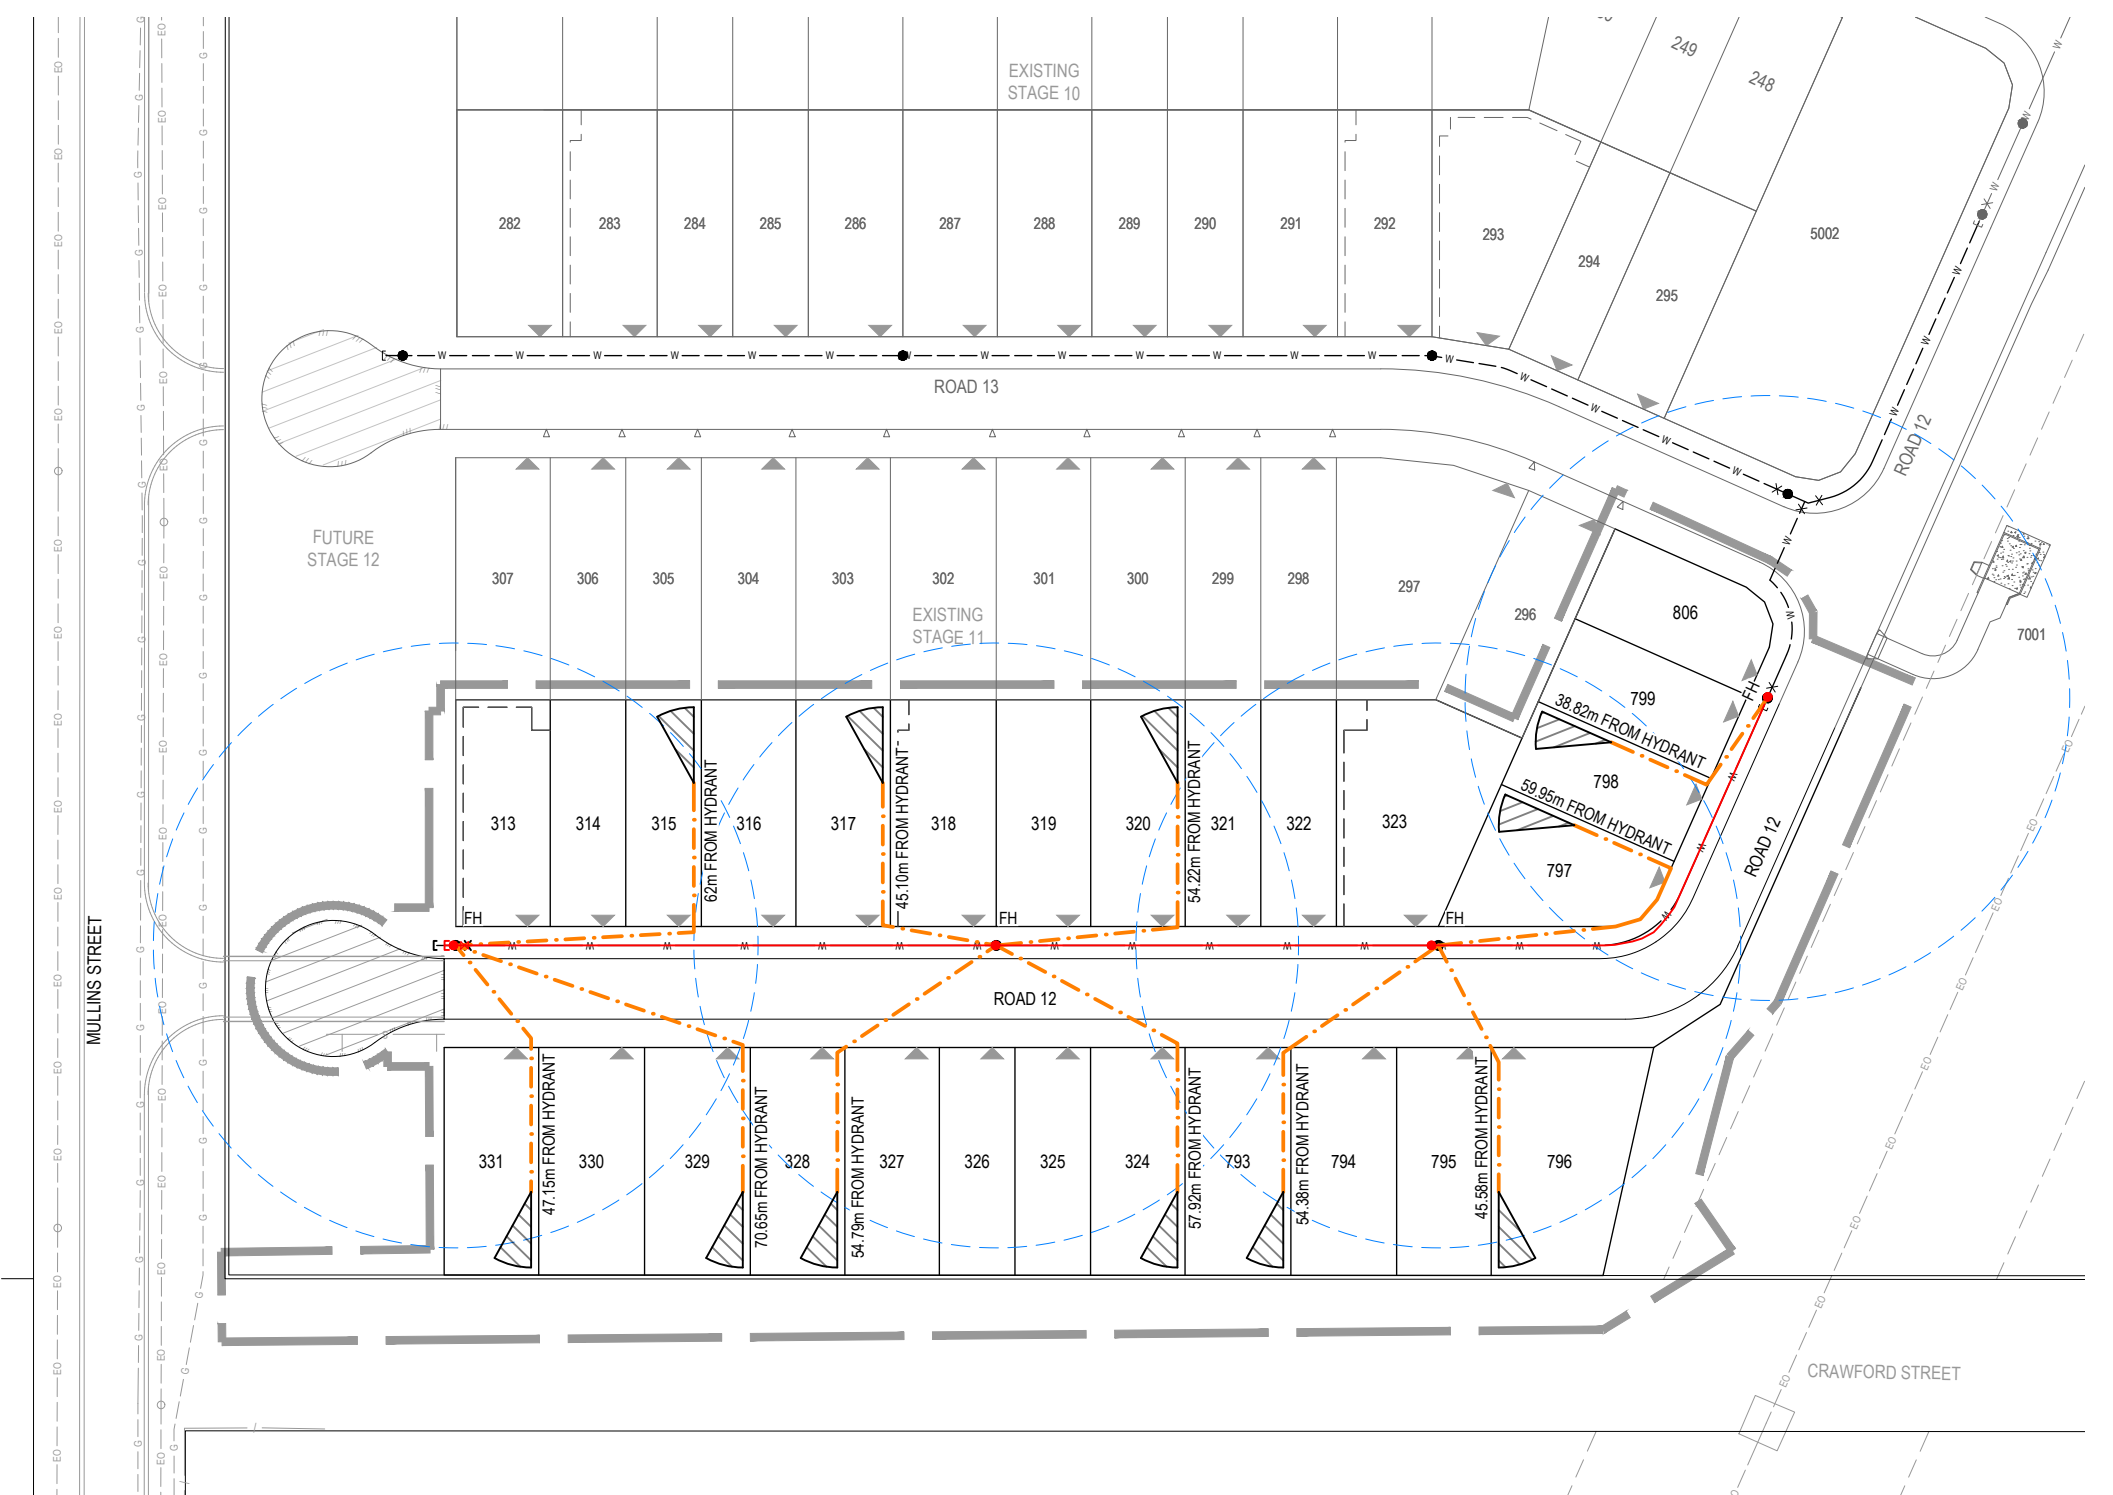 249
248
EXISTING
STAGE 10
282
283
284
285
286
287
288
289
290
291
292
293
294
295
5002
ROAD 13
ROAD 12
FUTURE
STAGE 12
307
306
305
304
303
302
301
300
299
298
297
296
EXISTING
STAGE 11
806
7001
799
FH
38.82m FROM HYDRANT
798
59.95m FROM HYDRANT
797
ROAD 12
313
314
315
62m FROM HYDRANT
316
317
45.10m FROM HYDRANT
318
319
320
54.22m FROM HYDRANT
321
322
323
FH
FH
FH
E
ROAD 12
MULLINS STREET
331
47.15m FROM HYDRANT
330
329
70.65m FROM HYDRANT
328
54.79m FROM HYDRANT
327
326
325
324
57.92m FROM HYDRANT
793
54.38m FROM HYDRANT
794
795
45.58m FROM HYDRANT
796
CRAWFORD STREET